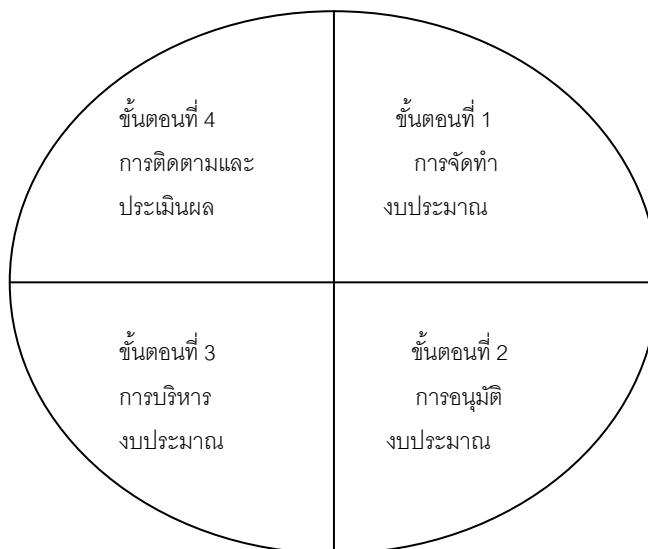 ขั้นตอนที่ 4
การติดตามและ
ประเมินผล
ขั้นตอนที่ 1
การจัดทำ
งบประมาณ
ขั้นตอนที่ 3
การบริหาร
งบประมาณ
ขั้นตอนที่ 2
การอนุมัติ
งบประมาณ